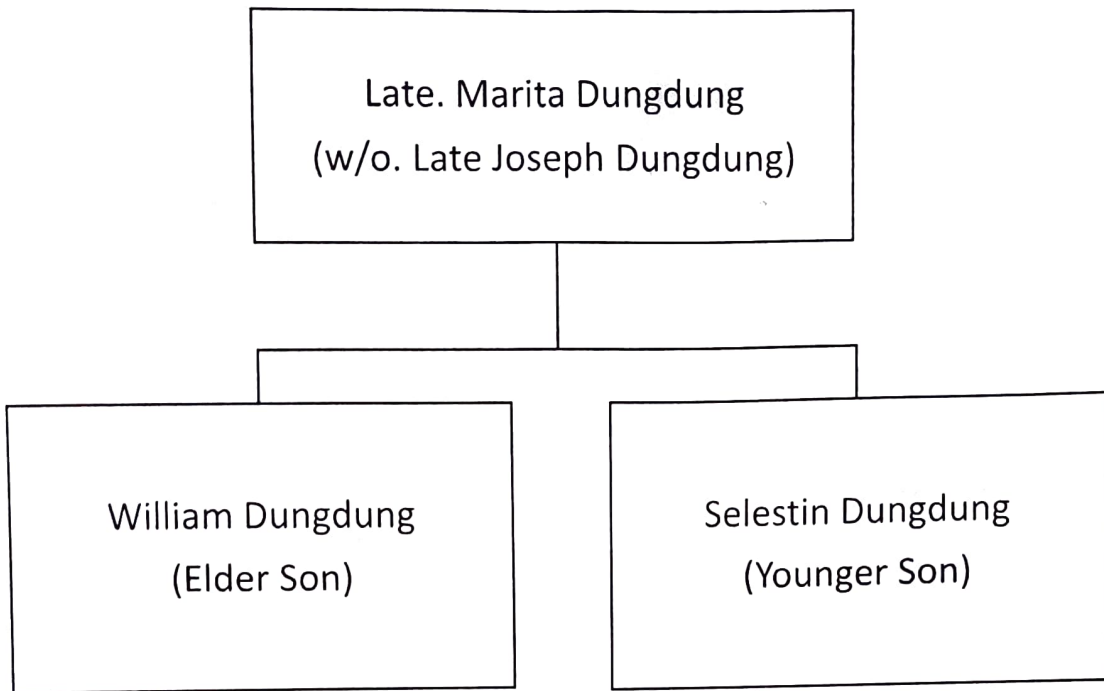 Late. Marita Dungdung
(w/o. Late Joseph Dungdung)
William Dungdung
(Elder Son)
Selestin Dungdung
(Younger Son)